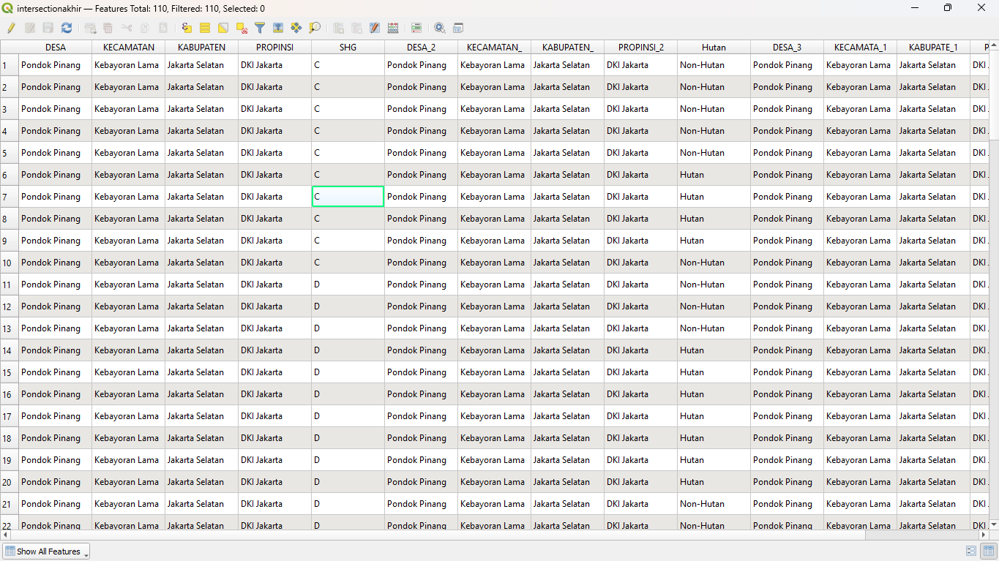 intersectionakhir — Features Total: 110, Filtered: 110, Selected: 0
DESA KECAMATAN KABUPATEN PROPINSI SHG DESA_2 KECAMATAN_ KABUPATEN_ PROPINSI_2 Hutan DESA_3 KECAMATA_1 KABUPATE_1 P
1 Pondok Pinang Kebayoran Lama Jakarta Selatan DKI Jakarta C Pondok Pinang Kebayoran Lama Jakarta Selatan DKI Jakarta Non-Hutan Pondok Pinang Kebayoran Lama Jakarta Selatan DKI
2 Pondok Pinang Kebayoran Lama Jakarta Selatan DKI Jakarta C Pondok Pinang Kebayoran Lama Jakarta Selatan DKI Jakarta Non-Hutan Pondok Pinang Kebayoran Lama Jakarta Selatan DKI
3 Pondok Pinang Kebayoran Lama Jakarta Selatan DKI Jakarta C Pondok Pinang Kebayoran Lama Jakarta Selatan DKI Jakarta Non-Hutan Pondok Pinang Kebayoran Lama Jakarta Selatan DKI
4 Pondok Pinang Kebayoran Lama Jakarta Selatan DKI Jakarta C Pondok Pinang Kebayoran Lama Jakarta Selatan DKI Jakarta Non-Hutan Pondok Pinang Kebayoran Lama Jakarta Selatan DKI
5 Pondok Pinang Kebayoran Lama Jakarta Selatan DKI Jakarta C Pondok Pinang Kebayoran Lama Jakarta Selatan DKI Jakarta Non-Hutan Pondok Pinang Kebayoran Lama Jakarta Selatan DKI
6 Pondok Pinang Kebayoran Lama Jakarta Selatan DKI Jakarta C Pondok Pinang Kebayoran Lama Jakarta Selatan DKI Jakarta Hutan Pondok Pinang Kebayoran Lama Jakarta Selatan DKI
7 Pondok Pinang Kebayoran Lama Jakarta Selatan DKI Jakarta C Pondok Pinang Kebayoran Lama Jakarta Selatan DKI Jakarta Hutan Pondok Pinang Kebayoran Lama Jakarta Selatan DKI
8 Pondok Pinang Kebayoran Lama Jakarta Selatan DKI Jakarta C Pondok Pinang Kebayoran Lama Jakarta Selatan DKI Jakarta Hutan Pondok Pinang Kebayoran Lama Jakarta Selatan DKI
9 Pondok Pinang Kebayoran Lama Jakarta Selatan DKI Jakarta C Pondok Pinang Kebayoran Lama Jakarta Selatan DKI Jakarta Hutan Pondok Pinang Kebayoran Lama Jakarta Selatan DKI
10 Pondok Pinang Kebayoran Lama Jakarta Selatan DKI Jakarta C Pondok Pinang Kebayoran Lama Jakarta Selatan DKI Jakarta Non-Hutan Pondok Pinang Kebayoran Lama Jakarta Selatan DKI
11 Pondok Pinang Kebayoran Lama Jakarta Selatan DKI Jakarta D Pondok Pinang Kebayoran Lama Jakarta Selatan DKI Jakarta Non-Hutan Pondok Pinang Kebayoran Lama Jakarta Selatan DKI
12 Pondok Pinang Kebayoran Lama Jakarta Selatan DKI Jakarta D Pondok Pinang Kebayoran Lama Jakarta Selatan DKI Jakarta Non-Hutan Pondok Pinang Kebayoran Lama Jakarta Selatan DKI
13 Pondok Pinang Kebayoran Lama Jakarta Selatan DKI Jakarta D Pondok Pinang Kebayoran Lama Jakarta Selatan DKI Jakarta Non-Hutan Pondok Pinang Kebayoran Lama Jakarta Selatan DKI
14 Pondok Pinang Kebayoran Lama Jakarta Selatan DKI Jakarta D Pondok Pinang Kebayoran Lama Jakarta Selatan DKI Jakarta Hutan Pondok Pinang Kebayoran Lama Jakarta Selatan DKI
15 Pondok Pinang Kebayoran Lama Jakarta Selatan DKI Jakarta D Pondok Pinang Kebayoran Lama Jakarta Selatan DKI Jakarta Hutan Pondok Pinang Kebayoran Lama Jakarta Selatan DKI
16 Pondok Pinang Kebayoran Lama Jakarta Selatan DKI Jakarta D Pondok Pinang Kebayoran Lama Jakarta Selatan DKI Jakarta Hutan Pondok Pinang Kebayoran Lama Jakarta Selatan DKI
17 Pondok Pinang Kebayoran Lama Jakarta Selatan DKI Jakarta D Pondok Pinang Kebayoran Lama Jakarta Selatan DKI Jakarta Hutan Pondok Pinang Kebayoran Lama Jakarta Selatan DKI
18 Pondok Pinang Kebayoran Lama Jakarta Selatan DKI Jakarta D Pondok Pinang Kebayoran Lama Jakarta Selatan DKI Jakarta Hutan Pondok Pinang Kebayoran Lama Jakarta Selatan DKI
19 Pondok Pinang Kebayoran Lama Jakarta Selatan DKI Jakarta D Pondok Pinang Kebayoran Lama Jakarta Selatan DKI Jakarta Hutan Pondok Pinang Kebayoran Lama Jakarta Selatan DKI
20 Pondok Pinang Kebayoran Lama Jakarta Selatan DKI Jakarta D Pondok Pinang Kebayoran Lama Jakarta Selatan DKI Jakarta Hutan Pondok Pinang Kebayoran Lama Jakarta Selatan DKI
21 Pondok Pinang Kebayoran Lama Jakarta Selatan DKI Jakarta D Pondok Pinang Kebayoran Lama Jakarta Selatan DKI Jakarta Non-Hutan Pondok Pinang Kebayoran Lama Jakarta Selatan DKI
22 Pondok Pinang Kebayoran Lama Jakarta Selatan DKI Jakarta D Pondok Pinang Kebayoran Lama Jakarta Selatan DKI Jakarta Non-Hutan Pondok Pinang Kebayoran Lama Jakarta Selatan DKI
Show All Features